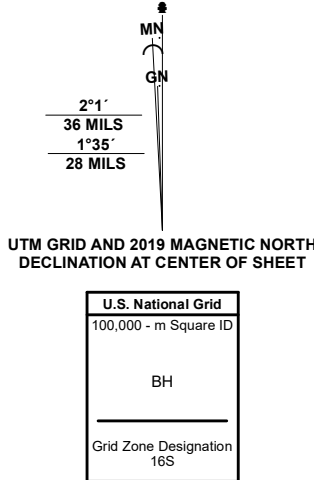 MN
GN
2°1´
36 MILS
1°35´
28 MILS
UTM GRID AND 2019 MAGNETIC NORTH
DECLINATION AT CENTER OF SHEET
U.S. National Grid
100,000 - m Square ID
BH
Grid Zone Designation
16S